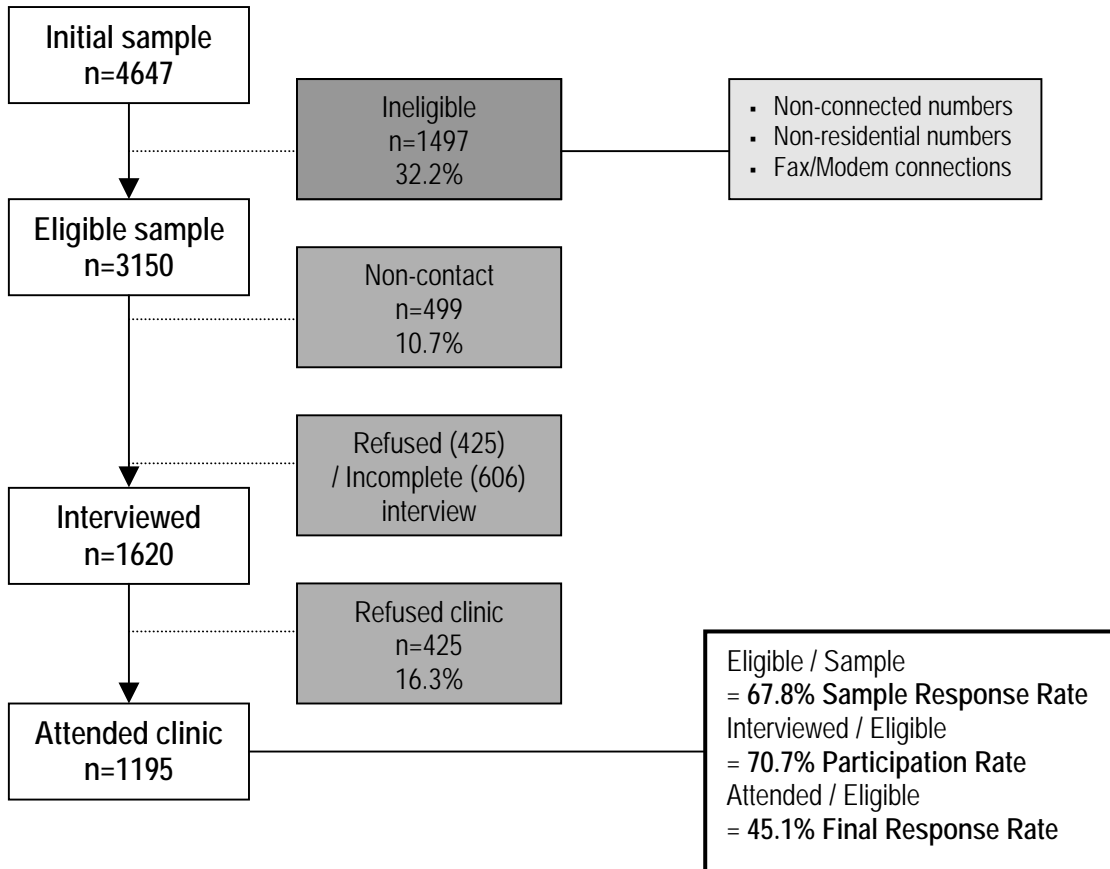 Initial sample
n=4647
Ineligible
n=1497
32.2%
▪ Non-connected numbers
▪ Non-residential numbers
▪ Fax/Modem connections
Eligible sample
n=3150
Non-contact
n=499
10.7%
Refused (425)
/ Incomplete (606)
interview
Interviewed
n=1620
Refused clinic
n=425
16.3%
Attended clinic
n=1195
Eligible / Sample
= 67.8% Sample Response Rate
Interviewed / Eligible
= 70.7% Participation Rate
Attended / Eligible
= 45.1% Final Response Rate